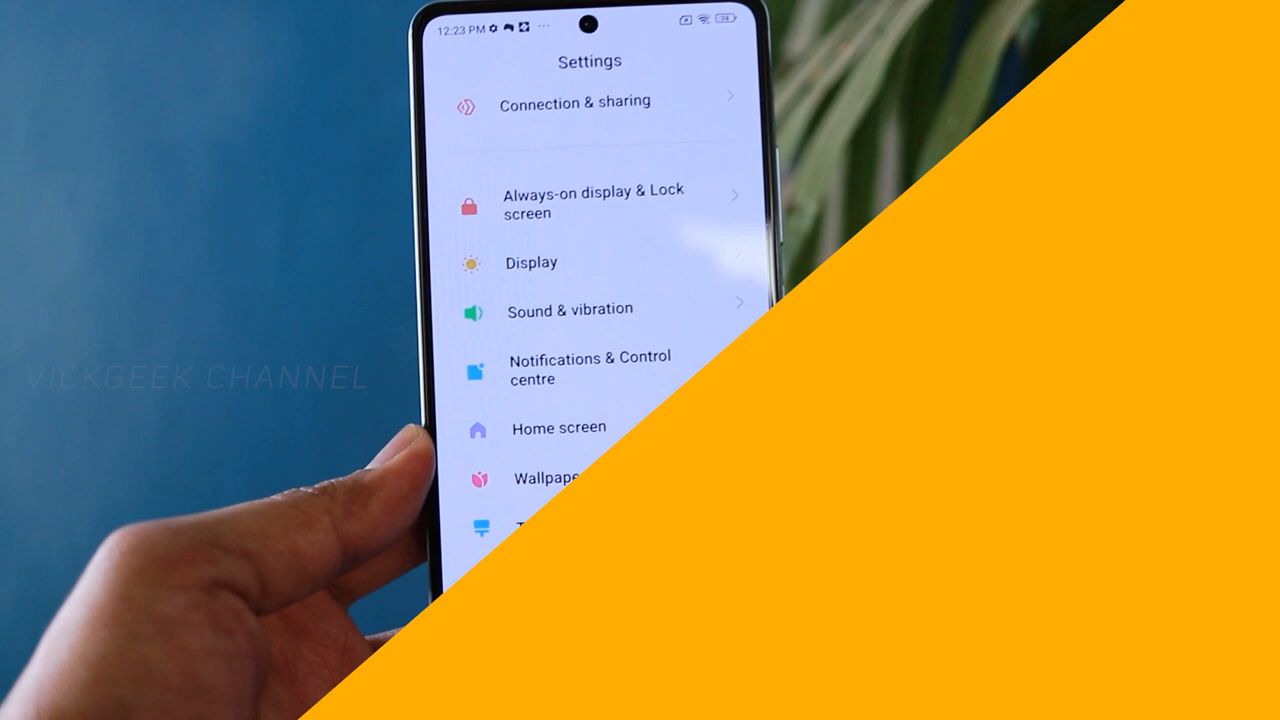 12:23 PM
74
Settings
Connection & sharing
Always-on display & Lock
screen
Display
Sound & vibration
Notifications & Control
centre
Home screen
VICKGEEK CHANNEL